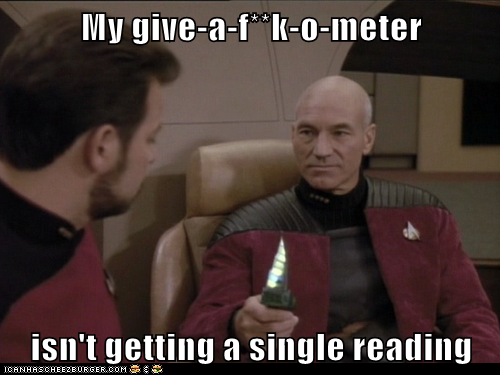 My give-a-f**k-o-meter
isn't getting a single reading
ICANHASCHEEZBURGER.COM